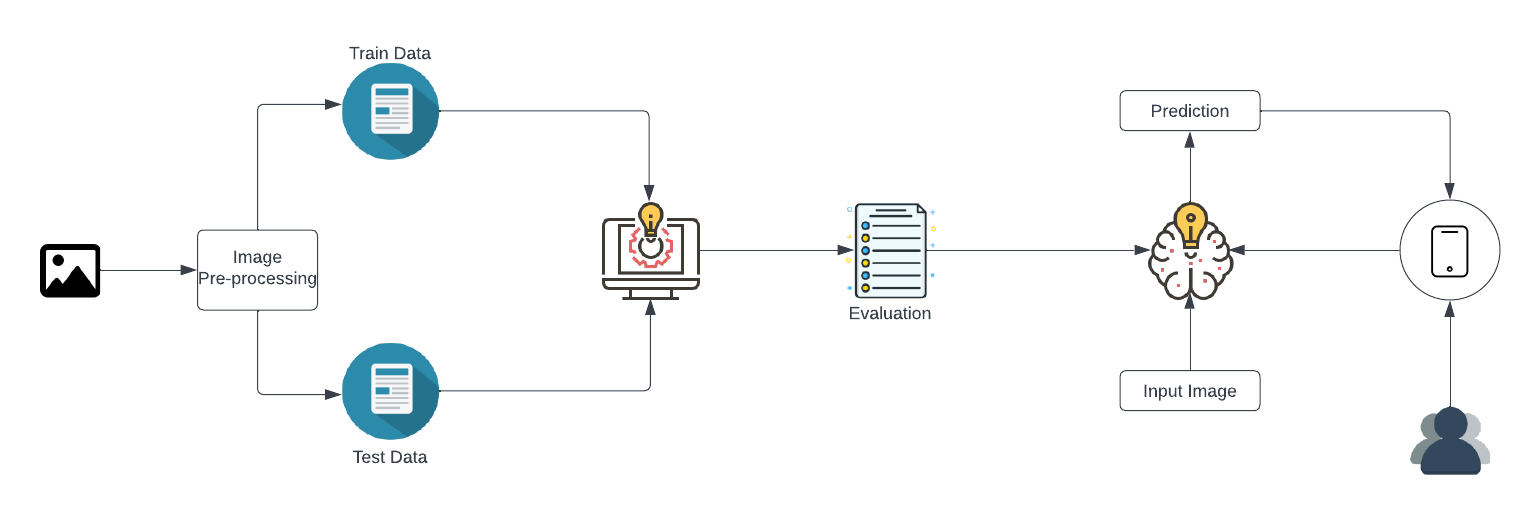 Train Data
Image
Pre-processing
Test Data
Evaluation
Prediction
Input Image